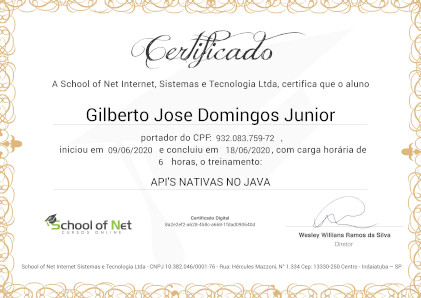 Certificado
A School of Net Internet, Sistemas e Tecnologia Ltda, certifica que o aluno
Gilberto Jose Domingos Junior
portador do CPF: 932.083.759-72 ,
iniciou em 09/06/2020 e concluiu em 18/06/2020 , com carga horária de
6 horas, o treinamento:
API'S NATIVAS NO JAVA
School of Net
CURSOS ONLINE
Certificado Digital
Wesley Willians Ramos da Silva
Diretor
School of Net Internet Sistemas e Tecnologia Ltda - CNPJ 10.382.046/0001-76 - Rua: Hércules Mazzoni, N° 1.334 Cep: 13330-250 Centro - Indaiatuba – SP